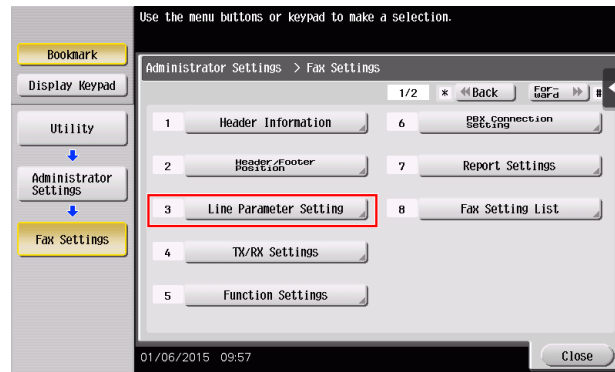 Use the menu buttons or keypad to make a selection.
Bookmark
Display Keypad
Utility
Administrator
Settings
Fax Settings
Administrator Settings > Fax Settings
1/2 * Back For-
ward #
1 Header Information
2 Header/Footer
Position
3 Line Parameter Setting
4 TX/RX Settings
5 Function Settings
6 PBX Connection
Setting
7 Report Settings
8 Fax Setting List
01/06/2015 09:57
Close